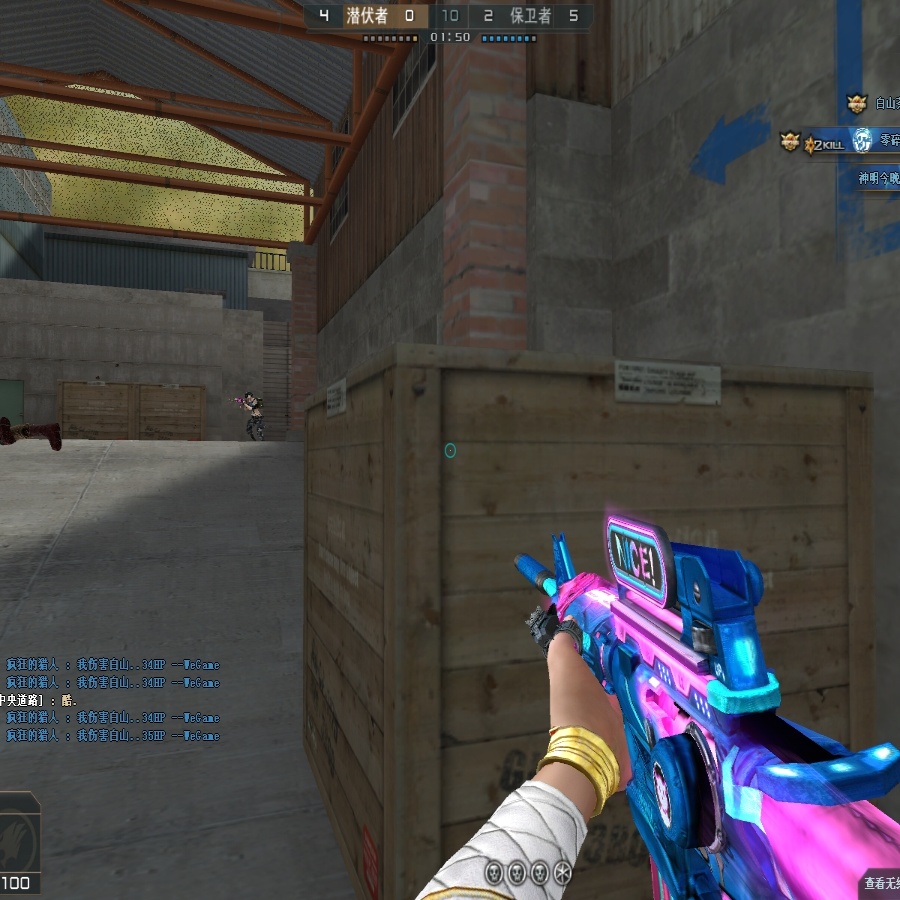 4 潜伏者 0 10 2 保卫者 5
01:50
白山
2KILL 零
神明今晚
NICE!
疯狂的猎人 : 我伤害白山..34HP --WeGame
疯狂的猎人 : 我伤害白山..34HP --WeGame
中央道路] : 酷.
疯狂的猎人 : 我伤害白山..34HP --WeGame
疯狂的猎人 : 我伤害白山..35HP --WeGame
100
查看无